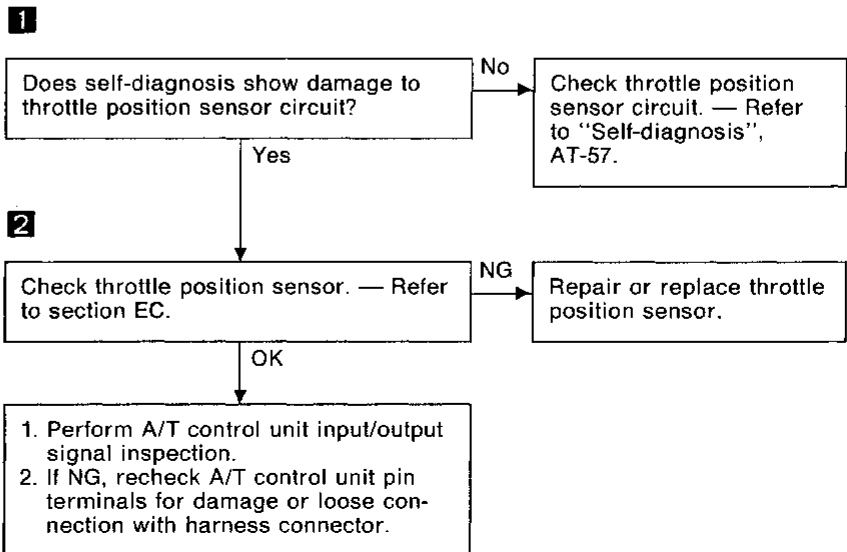 1
Does self-diagnosis show damage to
throttle position sensor circuit?
No
Check throttle position
sensor circuit. — Refer
to "Self-diagnosis",
AT-57.
Yes
2
Check throttle position sensor. — Refer
to section EC.
NG
Repair or replace throttle
position sensor.
OK
1. Perform A/T control unit input/output
signal inspection.
2. If NG, recheck A/T control unit pin
terminals for damage or loose con-
nection with harness connector.